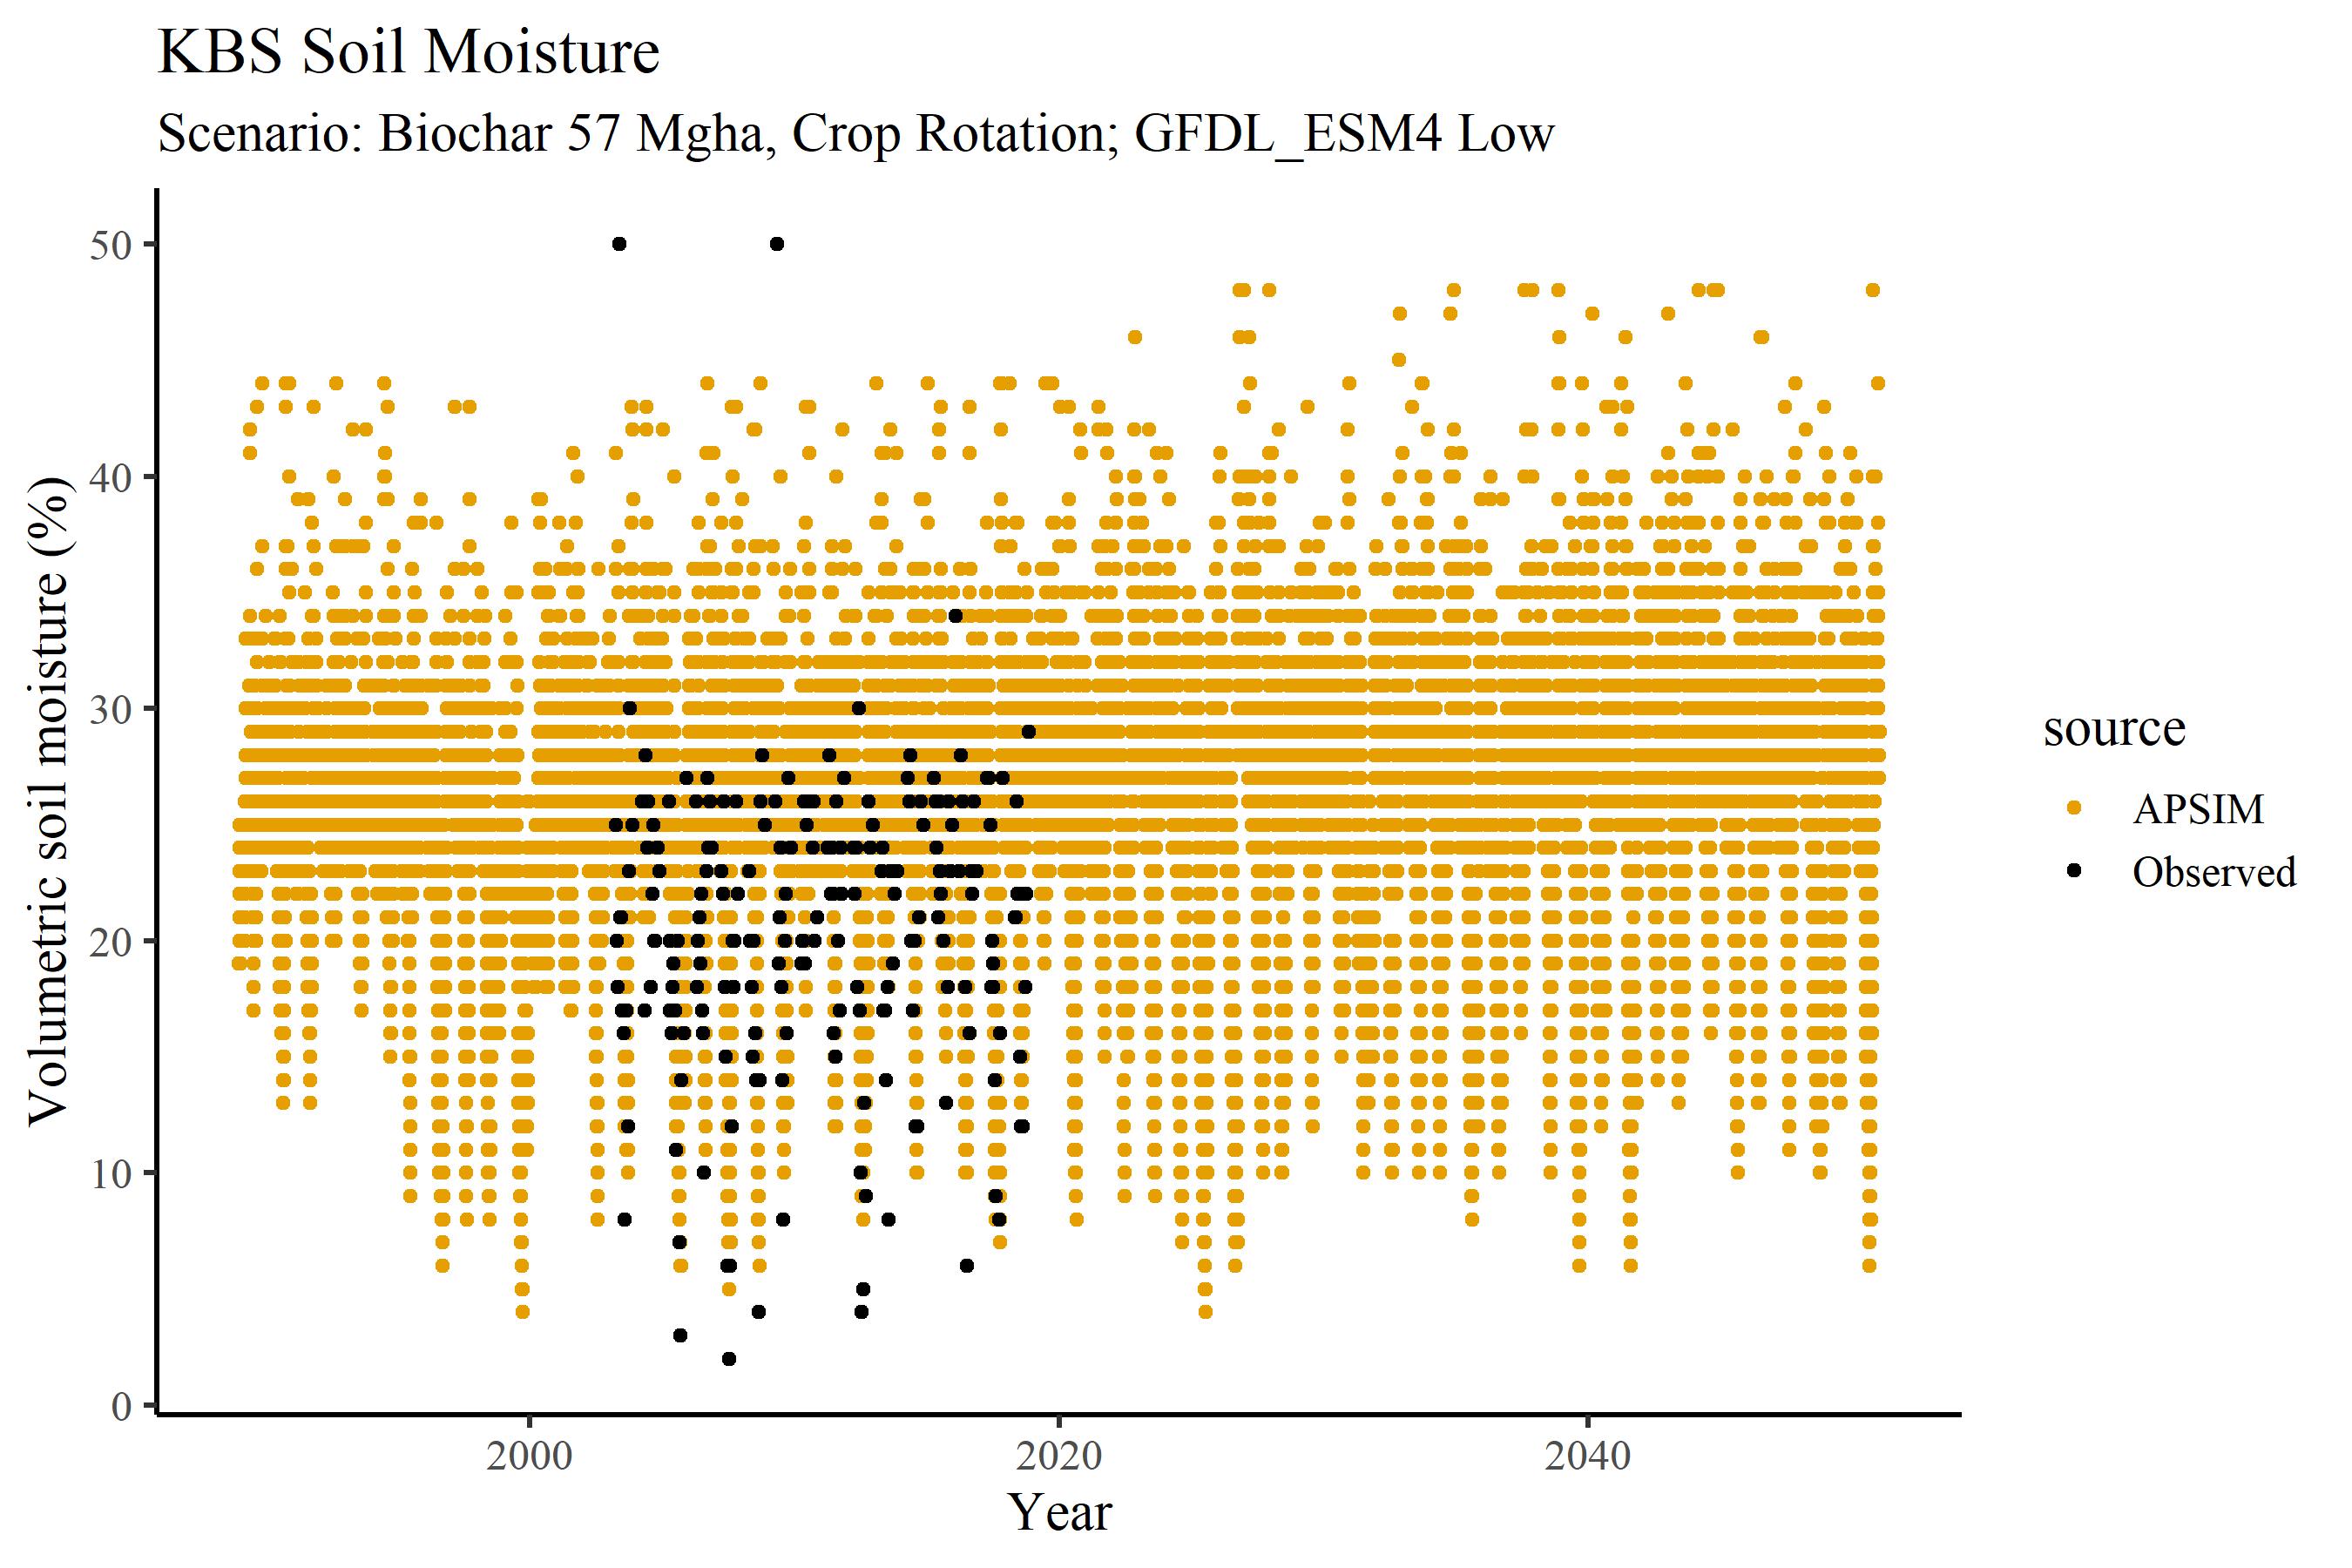 KBS Soil Moisture
Scenario: Biochar 57 Mgha, Crop Rotation; GFDL_ESM4 Low
Volumetric soil moisture (%)
50
40
30
20
10
0
2000 2020 2040
Year
source
APSIM
Observed